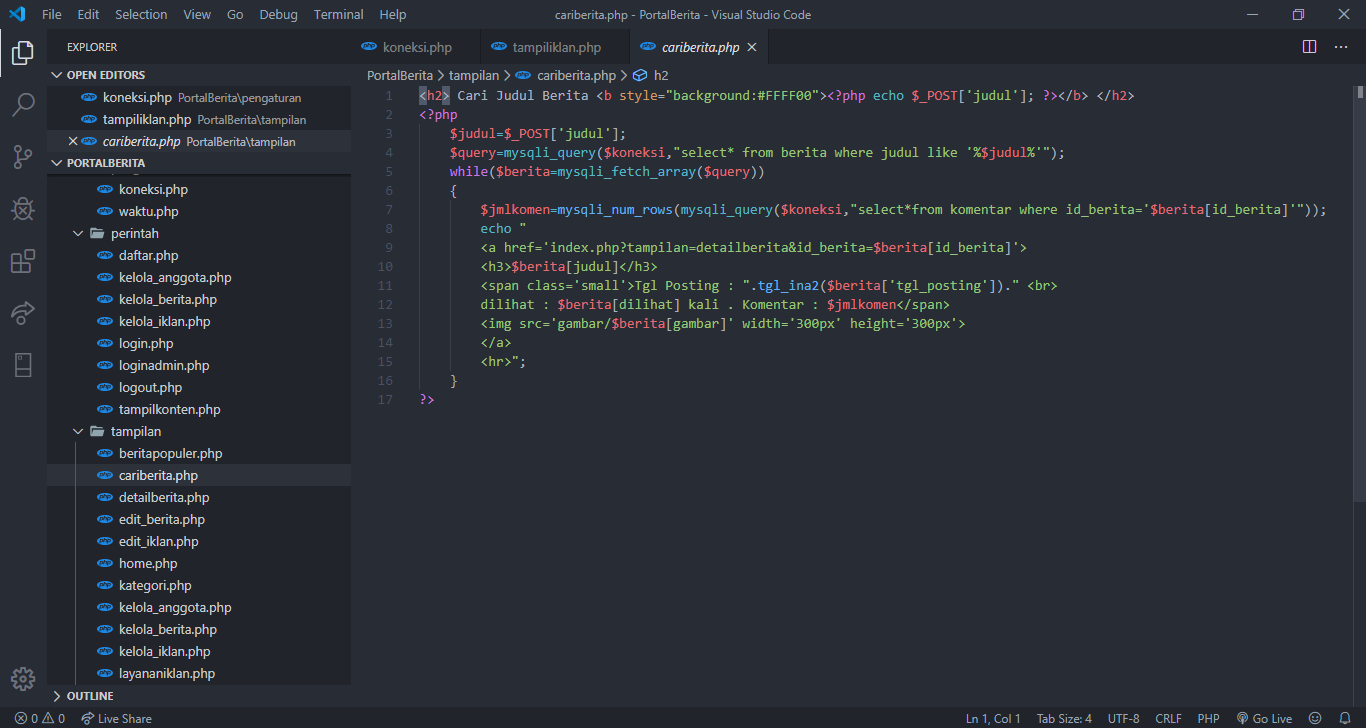 File Edit Selection View Go Debug Terminal Help cariberita.php - PortalBerita - Visual Studio Code
EXPLORER
OPEN EDITORS
koneksi.php PortalBerita\pengaturan
tampiliklan.php PortalBerita\tampilan
cariberita.php PortalBerita\tampilan
PORTALBERITA
koneksi.php
waktu.php
perintah
daftar.php
kelola_anggota.php
kelola_berita.php
kelola_iklan.php
login.php
loginadmin.php
logout.php
tampilkonten.php
tampilan
beritapopuler.php
cariberita.php
detailberita.php
edit_berita.php
edit_iklan.php
home.php
kategori.php
kelola_anggota.php
kelola_berita.php
kelola_iklan.php
layananiklan.php
OUTLINE
koneksi.php tampiliklan.php cariberita.php
PortalBerita > tampilan > cariberita.php > h2
1 <h2> Cari Judul Berita <b style="background:#FFFF00"><?php echo $_POST['judul']; ?></b> </h2>
2 <?php
3 $judul=$_POST['judul'];
4 $query=mysqli_query($koneksi,"select* from berita where judul like '%$judul%'");
5 while($berita=mysqli_fetch_array($query))
6 {
7 $jmlkomen=mysqli_num_rows(mysqli_query($koneksi,"select*from komentar where id_berita='$berita[id_berita]'"));
8 echo "
9 <a href='index.php?tampilan=detailberita&id_berita=$berita[id_berita]'>
10 <h3>$berita[judul]</h3>
11 <span class='small'>Tgl Posting : ".tgl_ina2($berita['tgl_posting'])." <br>
12 dilihat : $berita[dilihat] kali . Komentar : $jmlkomen</span>
13 <img src='gambar/$berita[gambar]' width='300px' height='300px'>
14 </a>
15 <hr>";
16 }
17 ?>
0 0 Live Share Ln 1, Col 1 Tab Size: 4 UTF-8 CRLF PHP Go Live